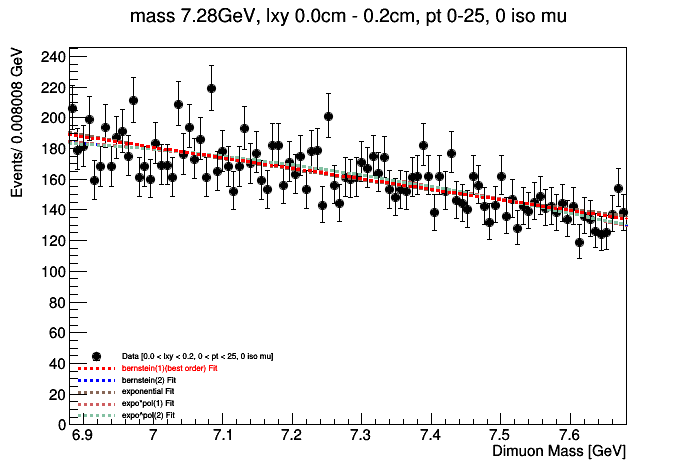 mass 7.28GeV, lxy 0.0cm - 0.2cm, pt 0-25, 0 iso mu
Events/ 0.008008 GeV
240
220
200
180
160
140
120
100
80
60
40
20
0
Data [0.0 < lxy < 0.2, 0 < pt < 25, 0 iso mu]
bernstein(1)(best order) Fit
bernstein(2) Fit
exponential Fit
expo*pol(1) Fit
expo^pol(2) Fit
6.9 7 7.1 7.2 7.3 7.4 7.5 7.6
Dimuon Mass [GeV]